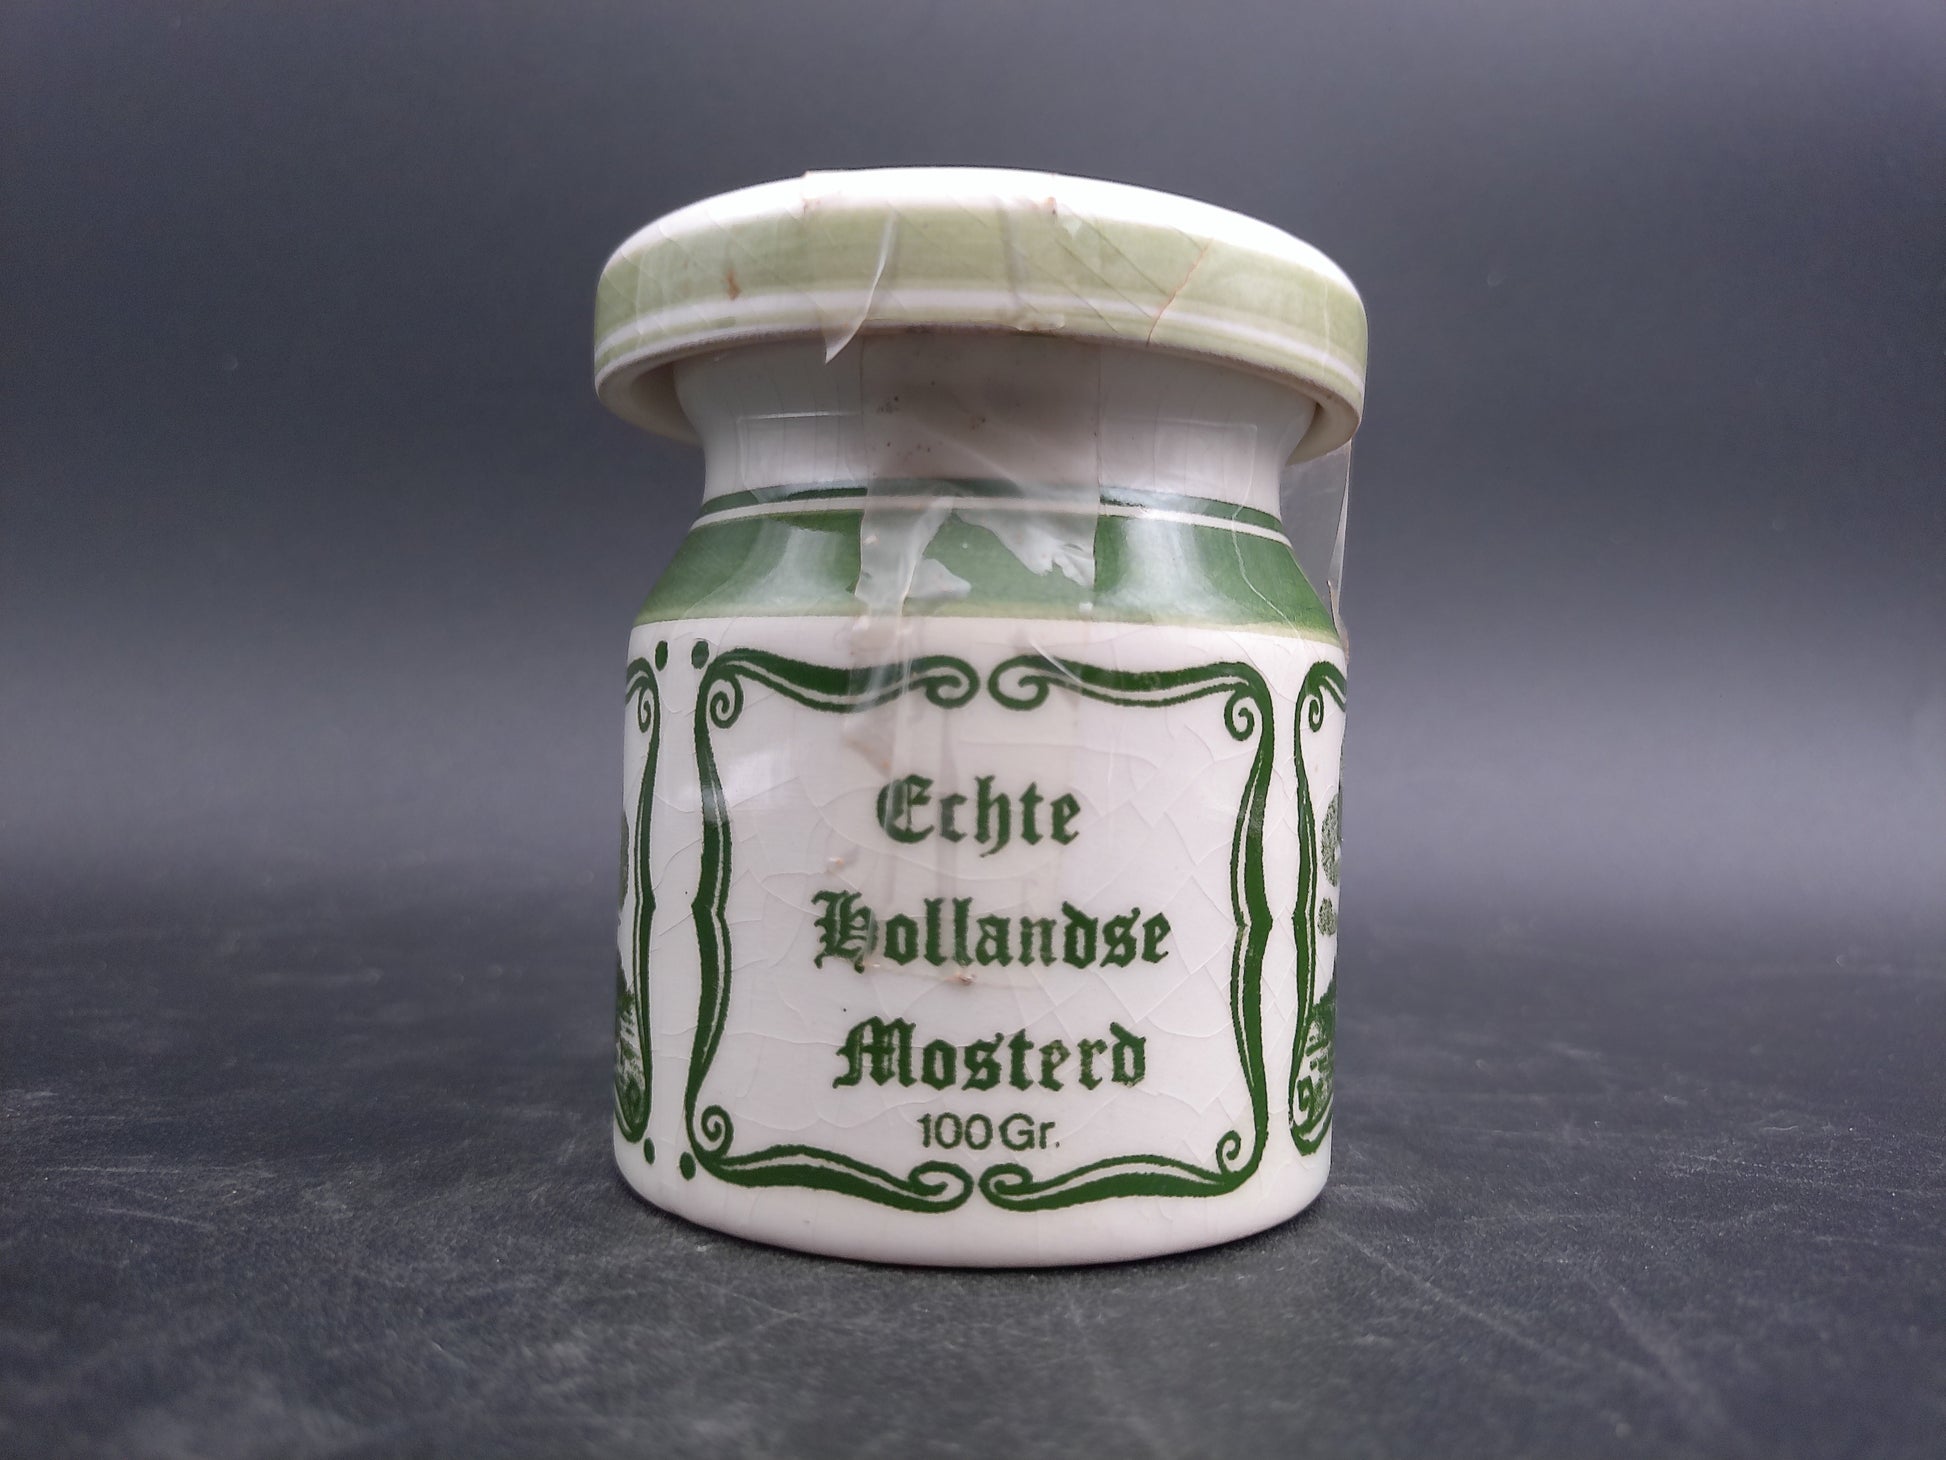 Echte
Hollandse
Mosterd
100 Gr.